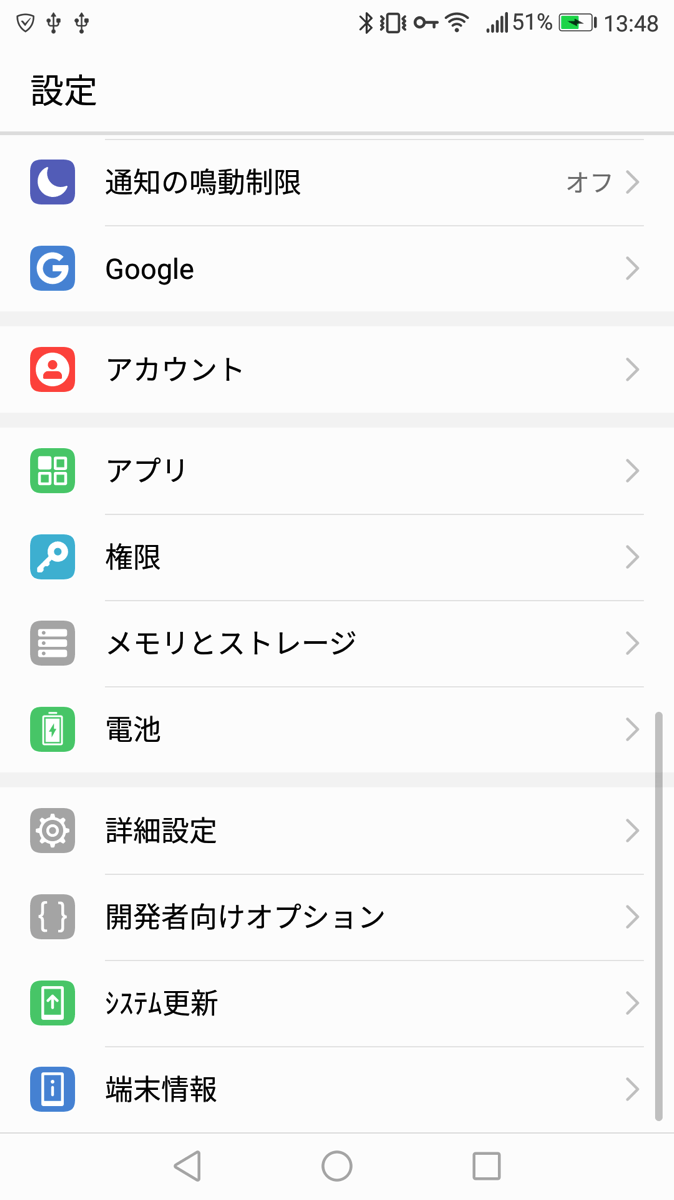 51% 13:48
設定
通知の鳴動制限 オフ
Google
アカウント
アプリ
権限
メモリとストレージ
電池
詳細設定
開発者向けオプション
ｼｽﾃﾑ更新
端末情報